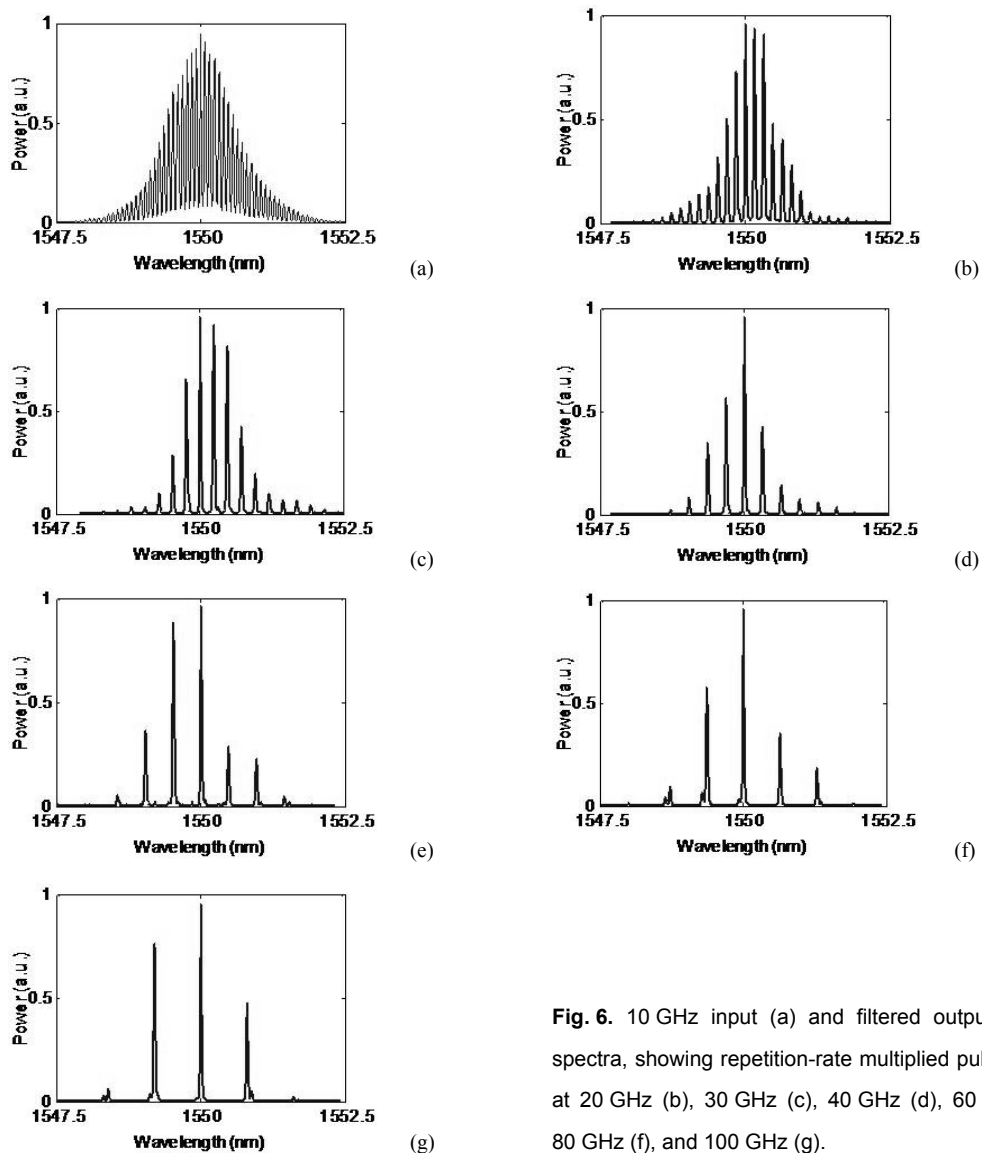 1
Power (a.u.)
0.5
0
1547.5 1550 1552.5
Wavelength (nm)
(a)
1
Power (a.u.)
0.5
0
1547.5 1550 1552.5
Wavelength (nm)
(b)
1
Power (a.u.)
0.5
0
1547.5 1550 1552.5
Wavelength (nm)
(c)
1
Power (a.u.)
0.5
0
1547.5 1550 1552.5
Wavelength (nm)
(d)
1
Power (a.u.)
0.5
0
1547.5 1550 1552.5
Wavelength (nm)
(e)
1
Power (a.u.)
0.5
0
1547.5 1550 1552.5
Wavelength (nm)
(f)
1
Power (a.u.)
0.5
0
1547.5 1550 1552.5
Wavelength (nm)
(g)
Fig. 6. 10 GHz input (a) and filtered outpu
spectra, showing repetition-rate multiplied pul
at 20 GHz (b), 30 GHz (c), 40 GHz (d), 60
80 GHz (f), and 100 GHz (g).